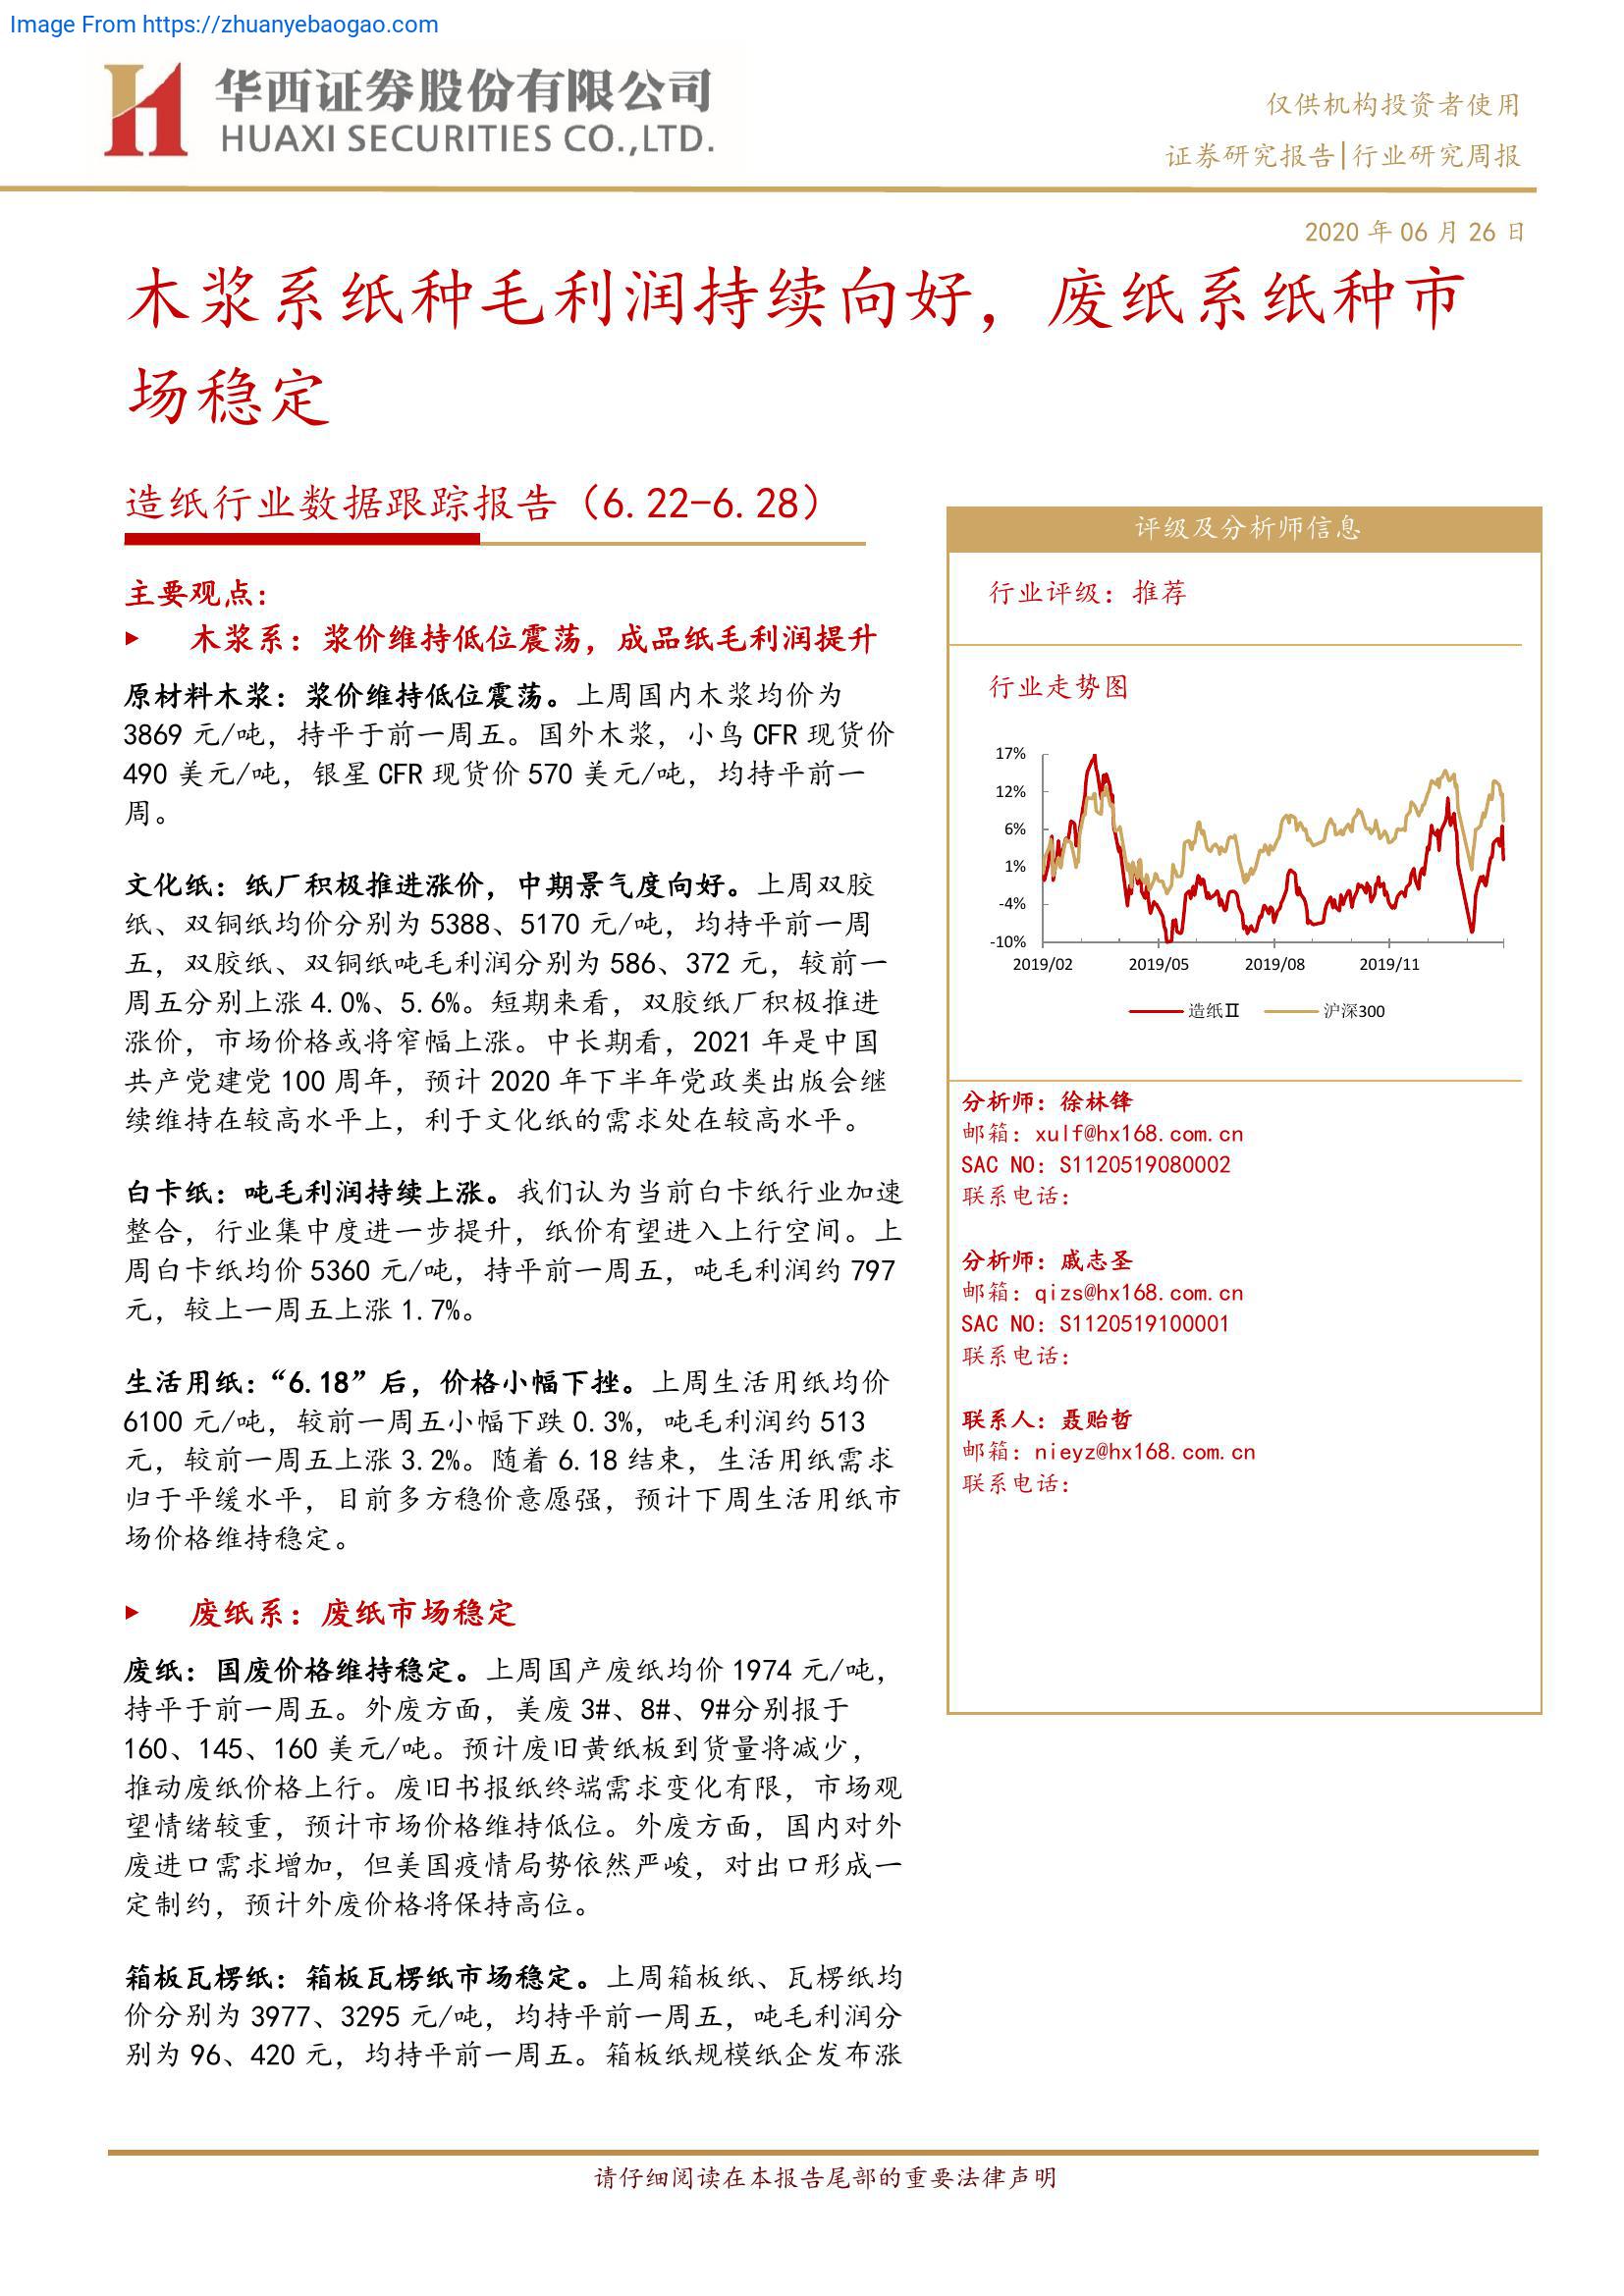 Image From https://zhuanyebaogao.com
华西证券股份有限公司
HUAXI SECURITIES CO.,LTD.
仅供机构投资者使用
证券研究报告|行业研究周报
2020 年 06 月 26 日
木浆系纸种毛利润持续向好，废纸系纸种市
场稳定
造纸行业数据跟踪报告（6.22-6.28）
主要观点：
► 木浆系：浆价维持低位震荡，成品纸毛利润提升
原材料木浆：浆价维持低位震荡。上周国内木浆均价为
3869 元/吨，持平于前一周五。国外木浆，小鸟 CFR 现货价
490 美元/吨，银星 CFR 现货价 570 美元/吨，均持平前一
周。
文化纸：纸厂积极推进涨价，中期景气度向好。上周双胶
纸、双铜纸均价分别为 5388、5170 元/吨，均持平前一周
五，双胶纸、双铜纸吨毛利润分别为 586、372 元，较前一
周五分别上涨 4.0%、5.6%。短期来看，双胶纸厂积极推进
涨价，市场价格或将窄幅上涨。中长期看，2021 年是中国
共产党建党 100 周年，预计 2020 年下半年党政类出版会继
续维持在较高水平上，利于文化纸的需求处在较高水平。
白卡纸：吨毛利润持续上涨。我们认为当前白卡纸行业加速
整合，行业集中度进一步提升，纸价有望进入上行空间。上
周白卡纸均价 5360 元/吨，持平前一周五，吨毛利润约 797
元，较上一周五上涨 1.7%。
生活用纸：“6.18”后，价格小幅下挫。上周生活用纸均价
6100 元/吨，较前一周五小幅下跌 0.3%，吨毛利润约 513
元，较前一周五上涨 3.2%。随着 6.18 结束，生活用纸需求
归于平缓水平，目前多方稳价意愿强，预计下周生活用纸市
场价格维持稳定。
► 废纸系：废纸市场稳定
废纸：国废价格维持稳定。上周国产废纸均价 1974 元/吨，
持平于前一周五。外废方面，美废 3#、8#、9#分别报于
160、145、160 美元/吨。预计废旧黄纸板到货量将减少，
推动废纸价格上行。废旧书报纸终端需求变化有限，市场观
望情绪较重，预计市场价格维持低位。外废方面，国内对外
废进口需求增加，但美国疫情局势依然严峻，对出口形成一
定制约，预计外废价格将保持高位。
箱板瓦楞纸：箱板瓦楞纸市场稳定。上周箱板纸、瓦楞纸均
价分别为 3977、3295 元/吨，均持平前一周五，吨毛利润分
别为 96、420 元，均持平前一周五。箱板纸规模纸企发布涨
评级及分析师信息
行业评级：推荐
行业走势图
17%
12%
6%
1%
-4%
-10%
2019/02 2019/05 2019/08 2019/11
造纸Ⅱ 沪深300
分析师：徐林锋
邮箱：xulf@hx168.com.cn
SAC NO：S1120519080002
联系电话：
分析师：戚志圣
邮箱：qizs@hx168.com.cn
SAC NO：S1120519100001
联系电话：
联系人：聂贻哲
邮箱：nieyz@hx168.com.cn
联系电话：
请仔细阅读在本报告尾部的重要法律声明